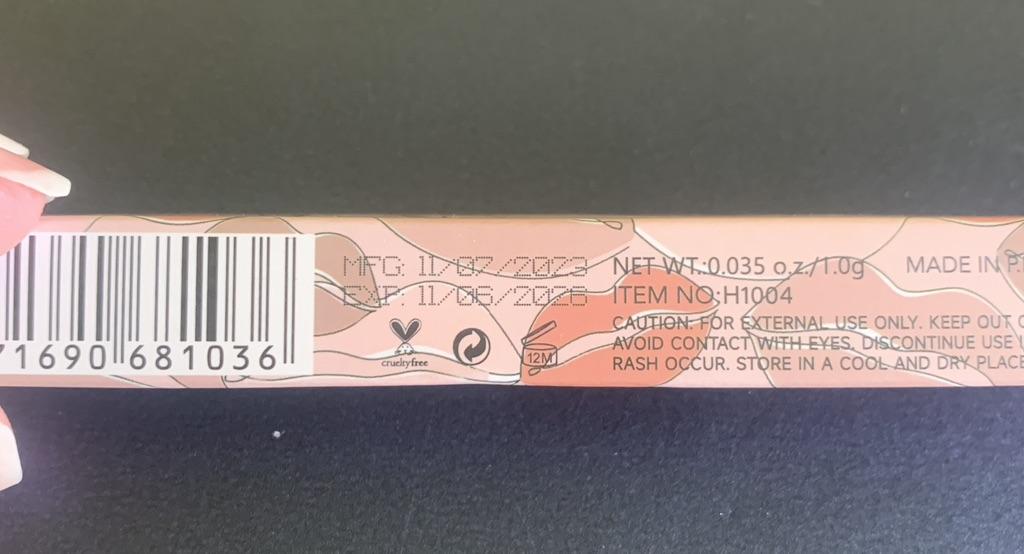 71690 681036
MFG: 11/07/2023
EXP: 11/06/2026
crueltyfree
12M
NET WT.:0.035 o.z./1.0g
ITEM NO:H1004
MADE IN P.
CAUTION: FOR EXTERNAL USE ONLY. KEEP OUT
AVOID CONTACT WITH EYES. DISCONTINUE USE
RASH OCCUR. STORE IN A COOL AND DRY PLACE